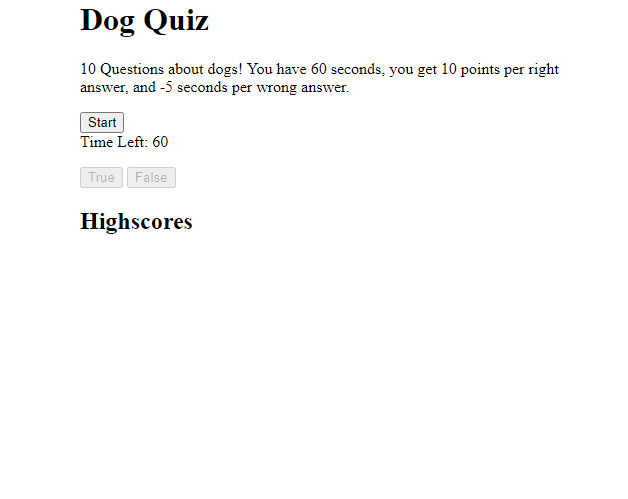 Dog Quiz
10 Questions about dogs! You have 60 seconds, you get 10 points per right
answer, and -5 seconds per wrong answer.
Start
Time Left: 60
True False
Highscores